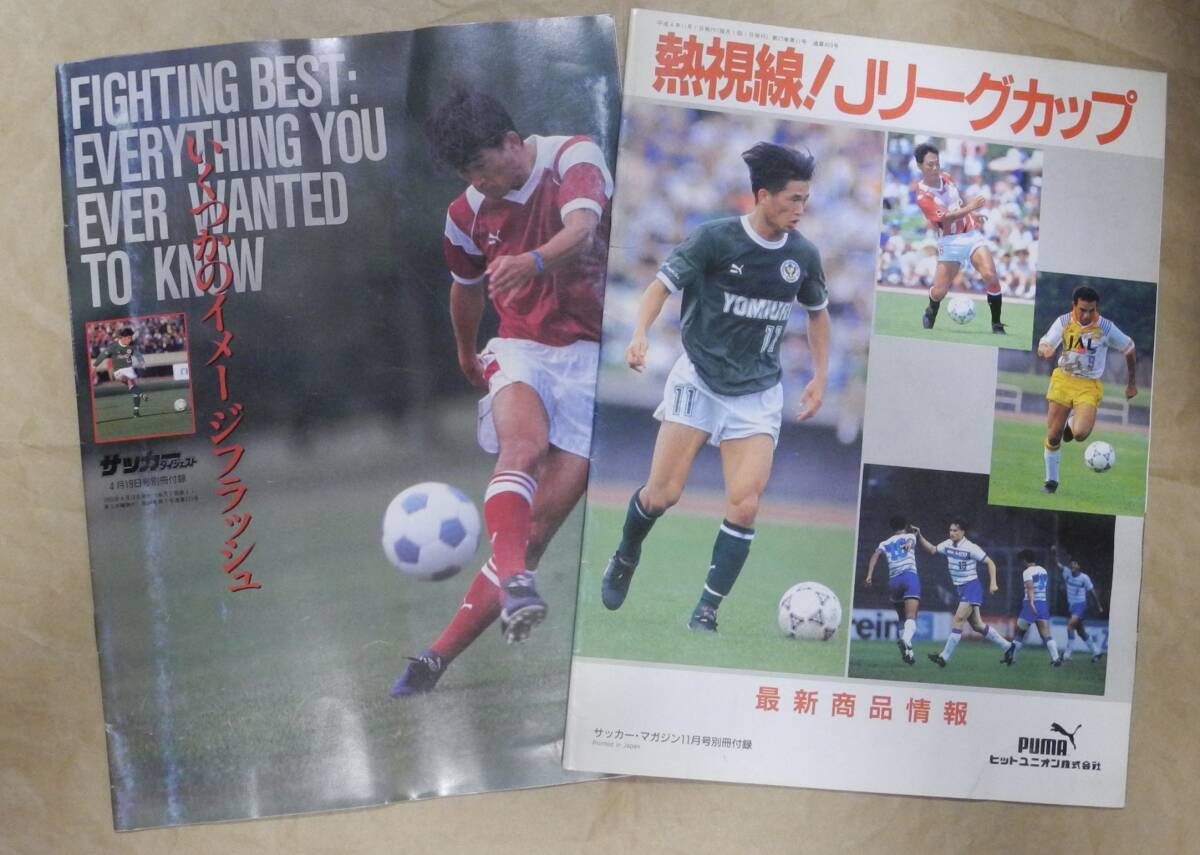 FIGHTING BEST:
EVERYTHING YOU
EVER WANTED
TO KNOW
いくつかのイメージフラッシュ
サッカーダイジェスト
4月19日号別冊付録
熱視線!Jリーグカップ
YOMIURI
11
11
JAL
9
rein
最新商品情報
サッカー・マガジン11月号別冊付録
Printed in Japan
PUMA
ヒットユニオン株式会社